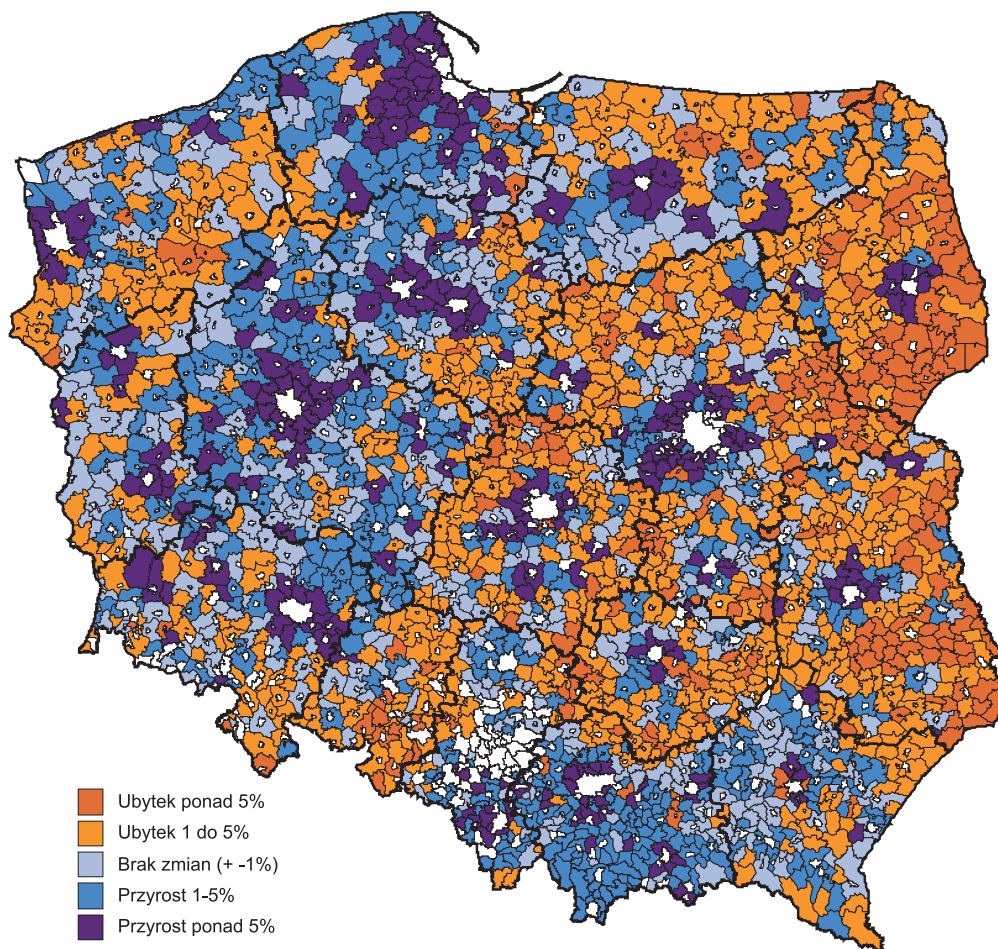 Ubytek ponad 5%
Ubytek 1 do 5%
Brak zmian (+ -1%)
Przyrost 1-5%
Przyrost ponad 5%